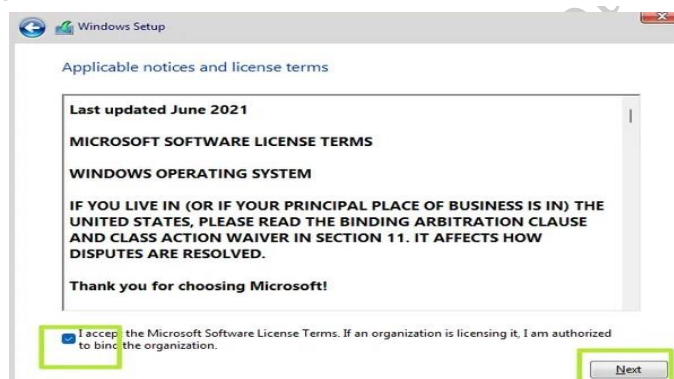 Windows Setup
Applicable notices and license terms
Last updated June 2021
MICROSOFT SOFTWARE LICENSE TERMS
WINDOWS OPERATING SYSTEM
IF YOU LIVE IN (OR IF YOUR PRINCIPAL PLACE OF BUSINESS IS IN) THE
UNITED STATES, PLEASE READ THE BINDING ARBITRATION CLAUSE
AND CLASS ACTION WAIVER IN SECTION 11. IT AFFECTS HOW
DISPUTES ARE RESOLVED.
Thank you for choosing Microsoft!
I accept the Microsoft Software License Terms. If an organization is licensing it, I am authorized
to bind the organization.
Next